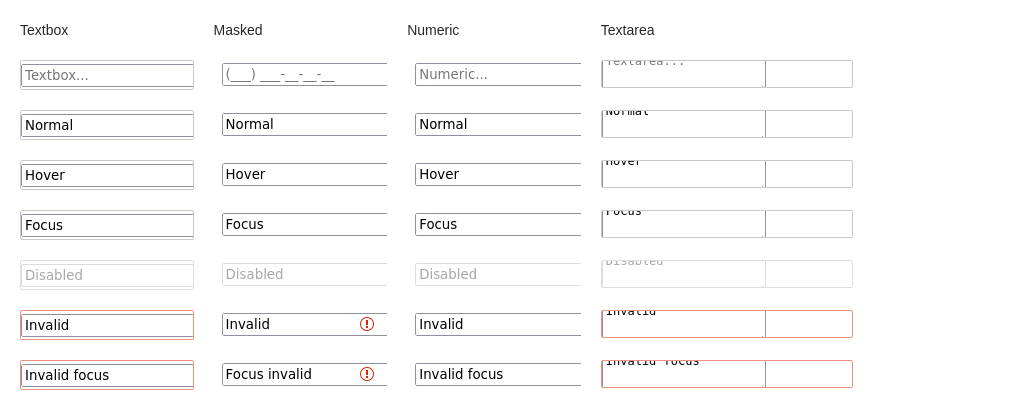 Textbox Masked Numeric Textarea
Textbox... (___) ___-__-__-__ Numeric... Textarea...
Normal Normal Normal Normal
Hover Hover Hover Hover
Focus Focus Focus Focus
Disabled Disabled Disabled Disabled
Invalid Invalid Invalid Invalid
Invalid focus Focus invalid Invalid focus Invalid focus